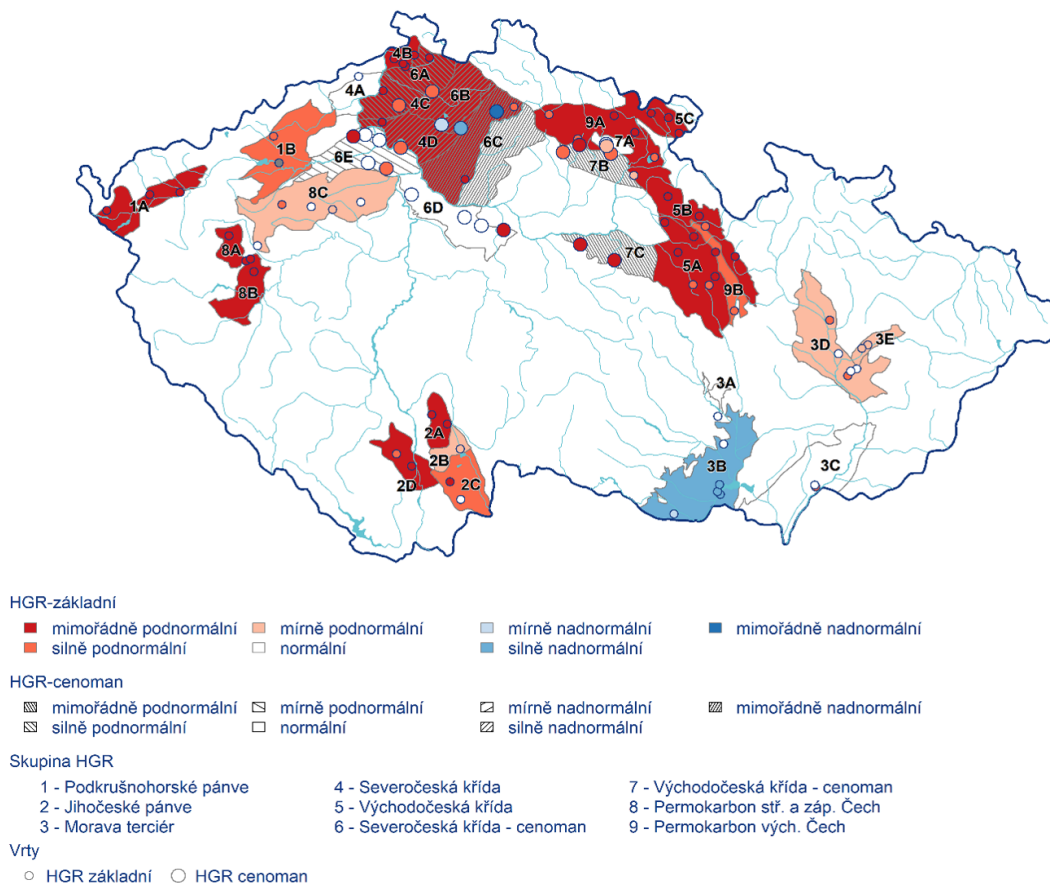 4B
6A
4A
6B
4C
9A
5C
7A
1B
4D
6C
6E
7B
8C
1A
6D
5B
8A
7C
5A
8B
9B
3D
3E
3A
2A
2B
3B
3C
2D
2C
HGR-základní
mimořádně podnormální
mírně podnormální
mírně nadnormální
mimořádně nadnormální
silně podnormální
normální
silně nadnormální
HGR-cenoman
mimořádně podnormální
mírně podnormální
mírně nadnormální
mimořádně nadnormální
silně podnormální
normální
silně nadnormální
Skupina HGR
1 - Podkrušnohorské pánve
4 - Severočeská křída
7 - Východočeská křída - cenoman
2 - Jihočeské pánve
5 - Východočeská křída
8 - Permokarbon stř. a záp. Čech
3 - Morava terciér
6 - Severočeská křída - cenoman
9 - Permokarbon vých. Čech
Vrty
HGR základní
HGR cenoman